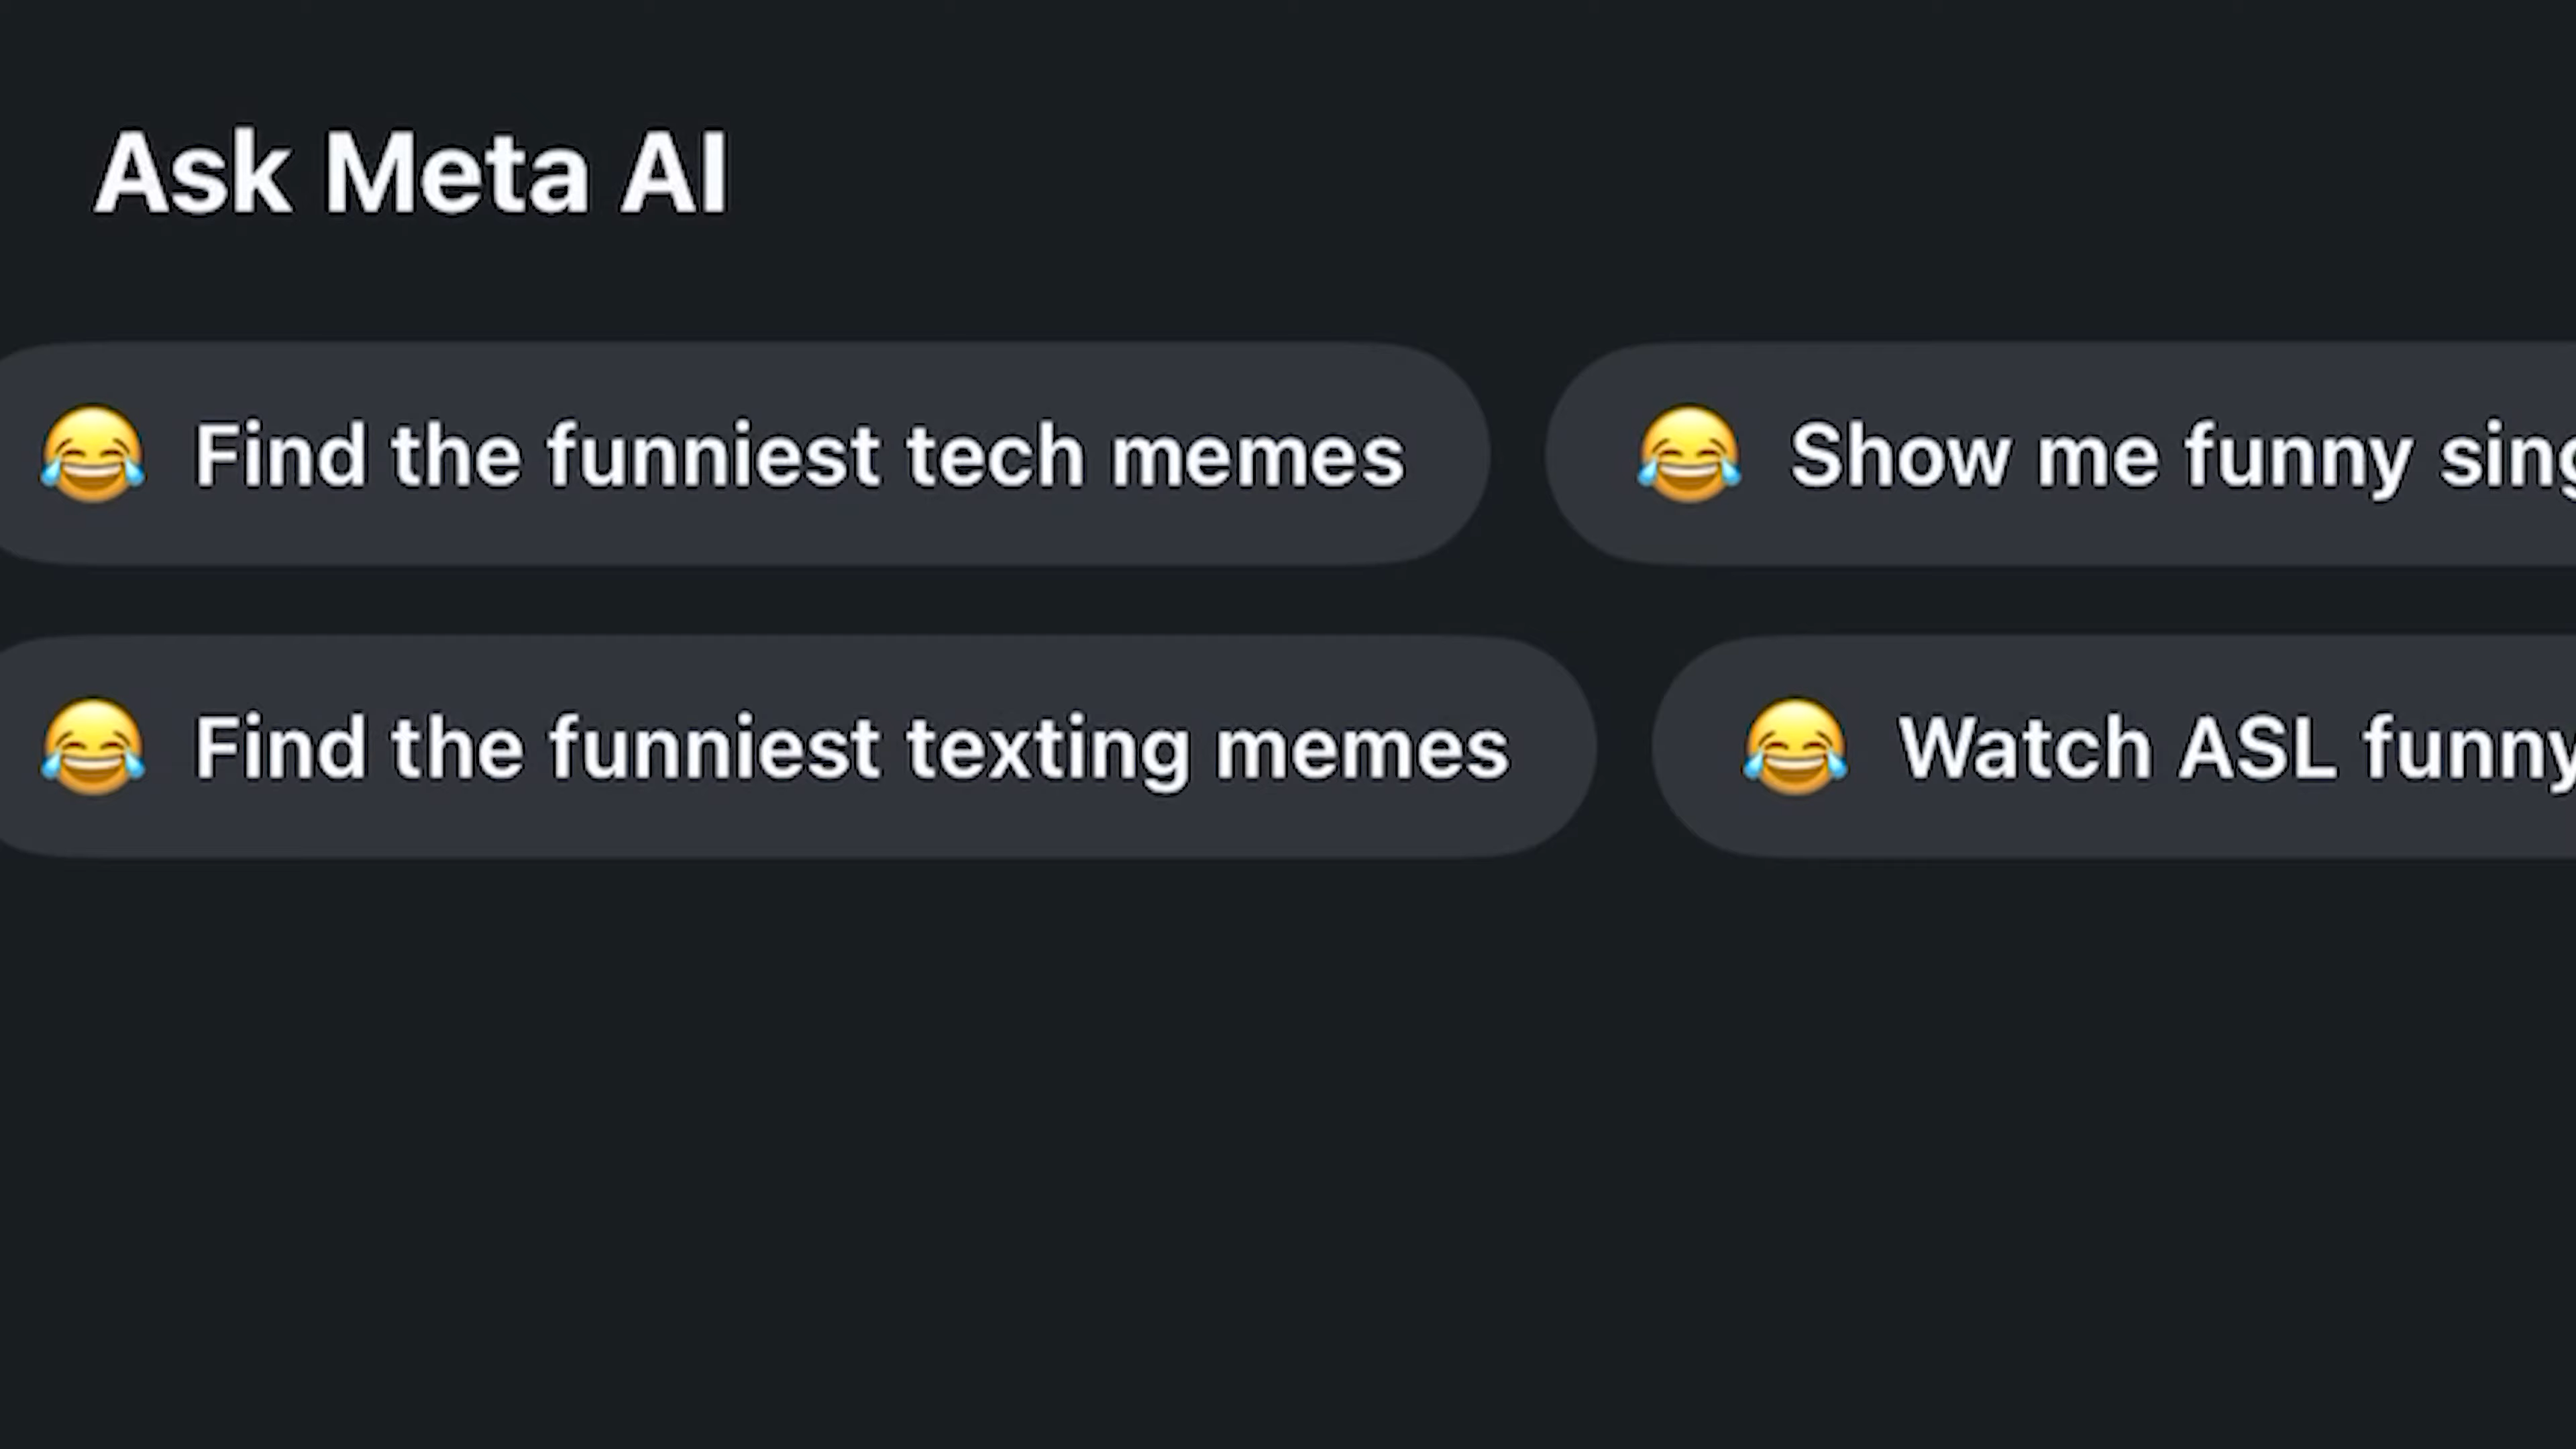 Ask Meta AI
😂 Find the funniest tech memes 😂 Show me funny
😂 Find the funniest texting memes 😂 Watch ASL funny